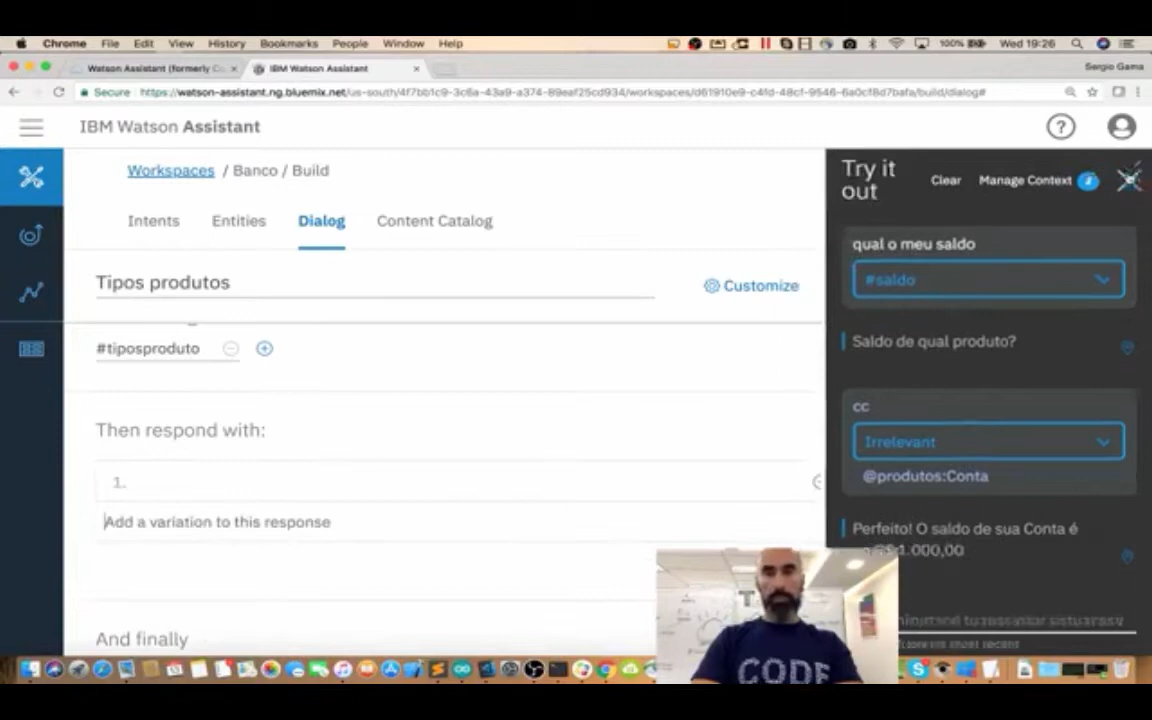 Chrome File Edit View History Bookmarks People Window Help 100% Wed 19:26
Watson Assistant (formerly Co × IBM Watson Assistant × Sergio Gama
Secure https://watson-assistant.ng.bluemix.net/us-south/4f7bb1c9-3c6a-43a9-a374-89eaf25cd934/workspaces/d61910e9-c4fd-48cf-9546-6a0cf8d7bafa/build/dialog#
IBM Watson Assistant
Workspaces / Banco / Build
Intents Entities Dialog Content Catalog
Tipos produtos
Customize
#tiposproduto
Then respond with:
1.
Add a variation to this response
And finally
Try it
out
Clear Manage Context 2
qual o meu saldo
#saldo
Saldo de qual produto?
cc
Irrelevant
@produtos:Conta
Perfeito! O saldo de sua Conta é
1.000,00
CODE